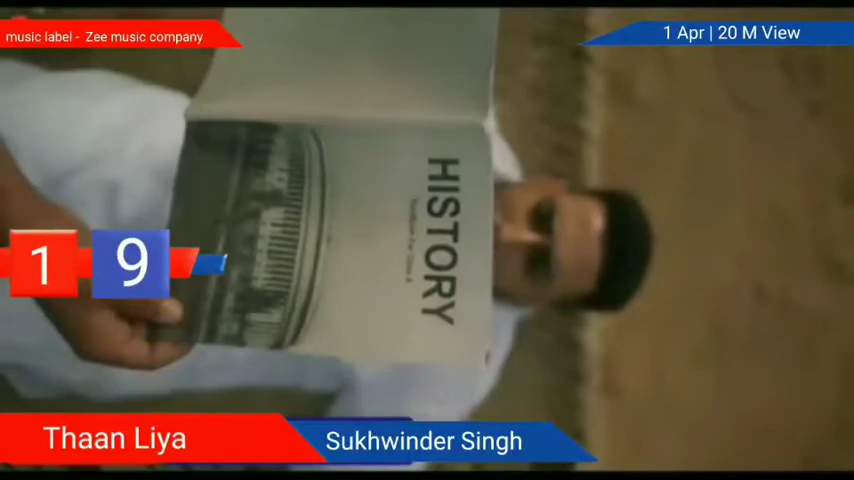 music label - Zee music company
1 Apr | 20 M View
HISTORY
1 9
Thaan Liya
Sukhwinder Singh